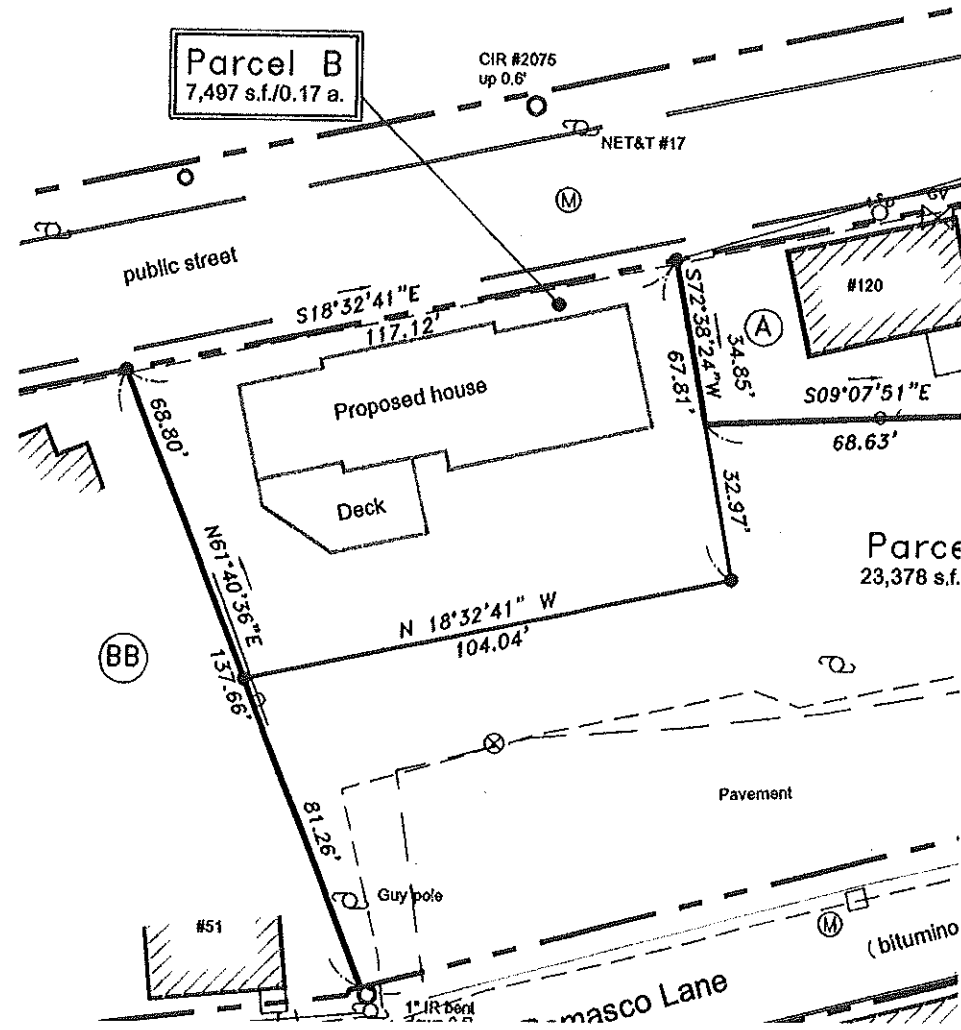 Parcel B
7,497 s.f./0.17 a.
CIR #2075
up 0.6'
NET&T #17
M
public street
S18°32'41"E
117.12'
GV
#120
A
S72°38'24"W
34.85'
67.81'
S09°07'51"E
68.63'
68.80'
Proposed house
Deck
32.97'
N61°40'36"E
137.66'
N 18°32'41" W
104.04'
23,378 s.f.
BB
81.26'
Pavement
Guy pole
#51
M
1" IR bent
Lane